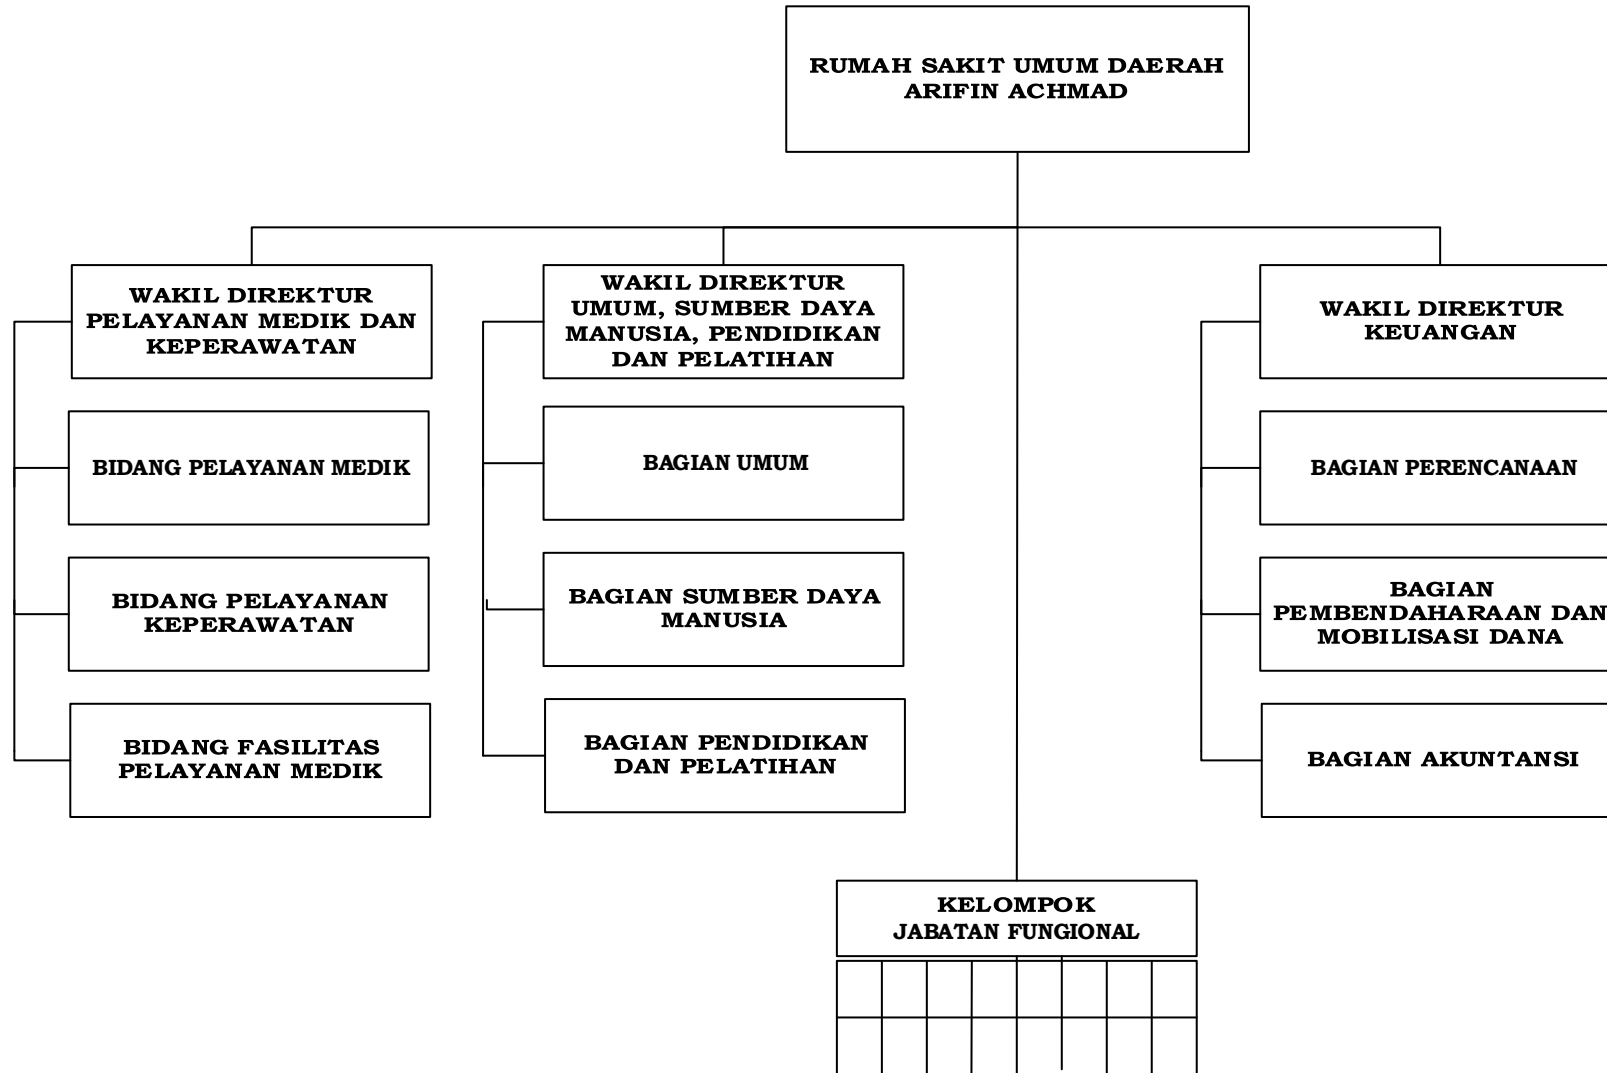 RUMAH SAKIT UMUM DAERAH
ARIFIN ACHMAD
WAKIL DIREKTUR
PELAYANAN MEDIK DAN
KEPERAWATAN
BIDANG PELAYANAN MEDIK
BIDANG PELAYANAN
KEPERAWATAN
BIDANG FASILITAS
PELAYANAN MEDIK
WAKIL DIREKTUR
UMUM, SUMBER DAYA
MANUSIA, PENDIDIKAN
DAN PELATIHAN
BAGIAN UMUM
BAGIAN SUMBER DAYA
MANUSIA
BAGIAN PENDIDIKAN
DAN PELATIHAN
WAKIL DIREKTUR
KEUANGAN
BAGIAN PERENCANAAN
BAGIAN
PEMBENDAHARAAN DAN
MOBILISASI DANA
BAGIAN AKUNTANSI
KELOMPOK
JABATAN FUNGIONAL